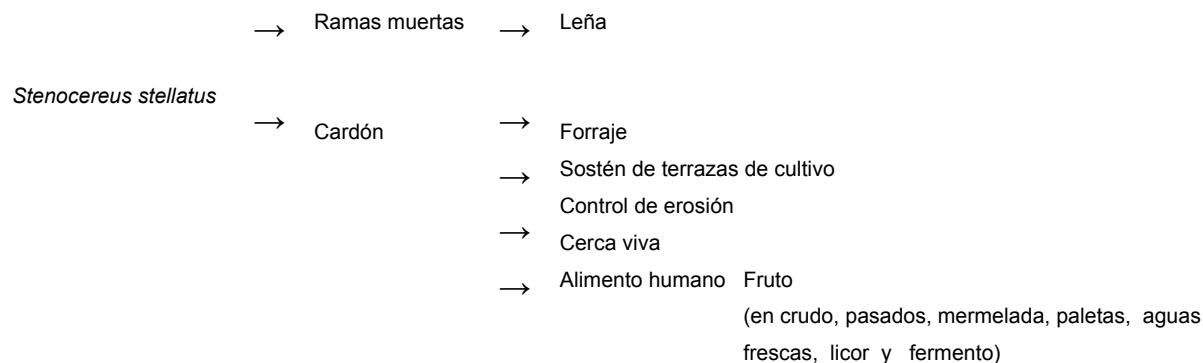 → Ramas muertas → Leña
Stenocereus stellatus
→ Cardón → Forraje
→ Sostén de terrazas de cultivo
Control de erosión
→ Cerca viva
→ Alimento humano Fruto
(en crudo, pasados, mermelada, paletas, aguas
frescas, licor y fermento)